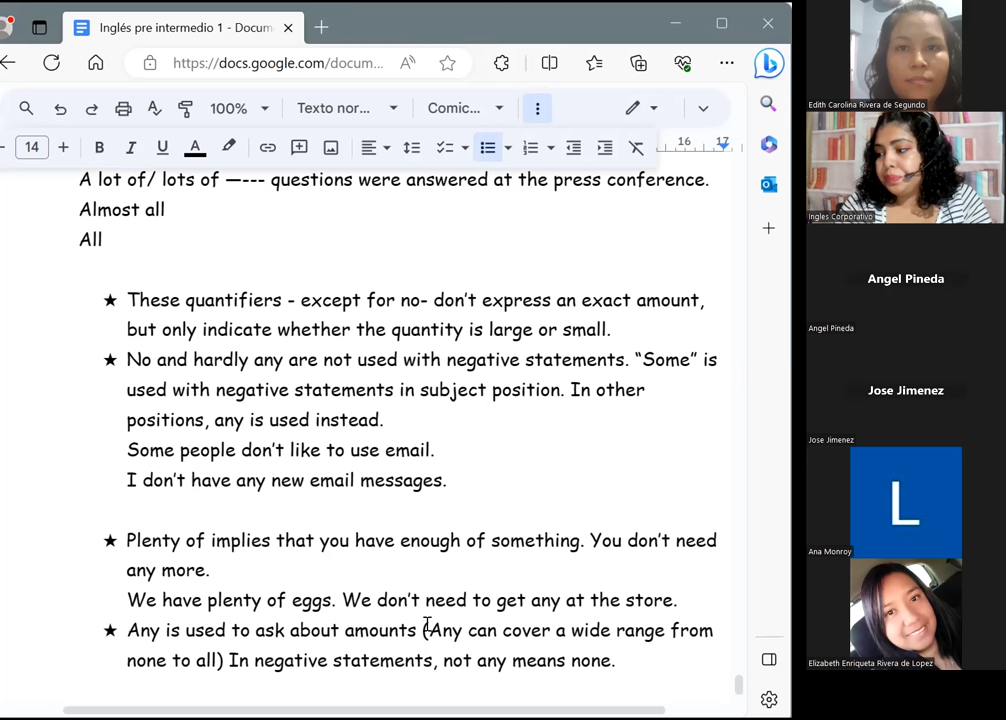 Inglés pre intermedio 1 - Docum
https://docs.google.com/docum...
100%
Texto nor...
Comic...
14
16
17
A lot of/ lots of —--- questions were answered at the press conference.
Almost all
All
★ These quantifiers - except for no- don't express an exact amount,
but only indicate whether the quantity is large or small.
★ No and hardly any are not used with negative statements. “Some” is
used with negative statements in subject position. In other
positions, any is used instead.
Some people don't like to use email.
I don't have any new email messages.
★ Plenty of implies that you have enough of something. You don't need
any more.
We have plenty of eggs. We don't need to get any at the store.
★ Any is used to ask about amounts (Any can cover a wide range from
none to all) In negative statements, not any means none.
Edith Carolina Rivera de Segundo
Ingles Corporativo
Angel Pineda
Angel Pineda
Jose Jimenez
Jose Jimenez
L
Ana Monroy
Elizabeth Enriqueta Rivera de Lopez